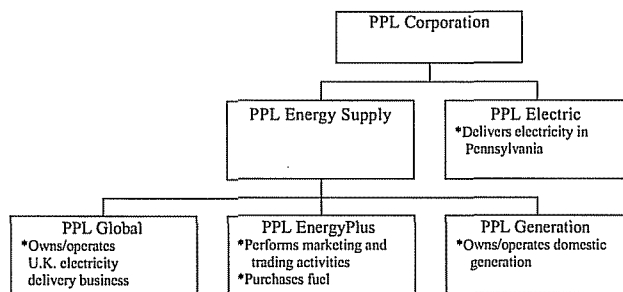 PPL Corporation
PPL Energy Supply
PPL Electric
*Delivers electricity in
Pennsylvania
PPL Global
*Owns/operates
U.K. electricity
delivery business
PPL EnergyPlus
*Performs marketing and
trading activities
*Purchases fuel
PPL Generation
*Owns/operates domestic
generation